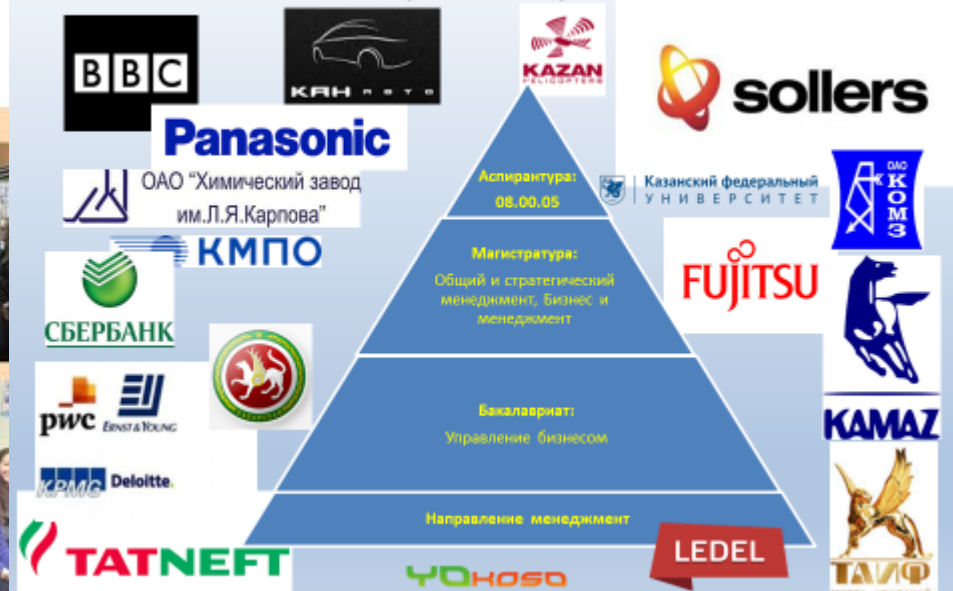 BBC
КАН АВТО
KAZAN
HELICOPTERS
sollers
Panasonic
ОАО "Химический завод
им.Л.Я.Карпова"
Аспирантура:
08.00.05
Казанский федеральный
УНИВЕРСИТЕТ
ОАО
КОМЗ
КМПО
Магистратура:
Общий и стратегический
менеджмент, Бизнес и
менеджмент
FUJITSU
СБЕРБАНК
pwc
ERNST & YOUNG
Бакалавриат:
Управление бизнесом
KAMAZ
KPMG
Deloitte.
Направление менеджмент
TATNEFT
LEDEL
ТАИФ